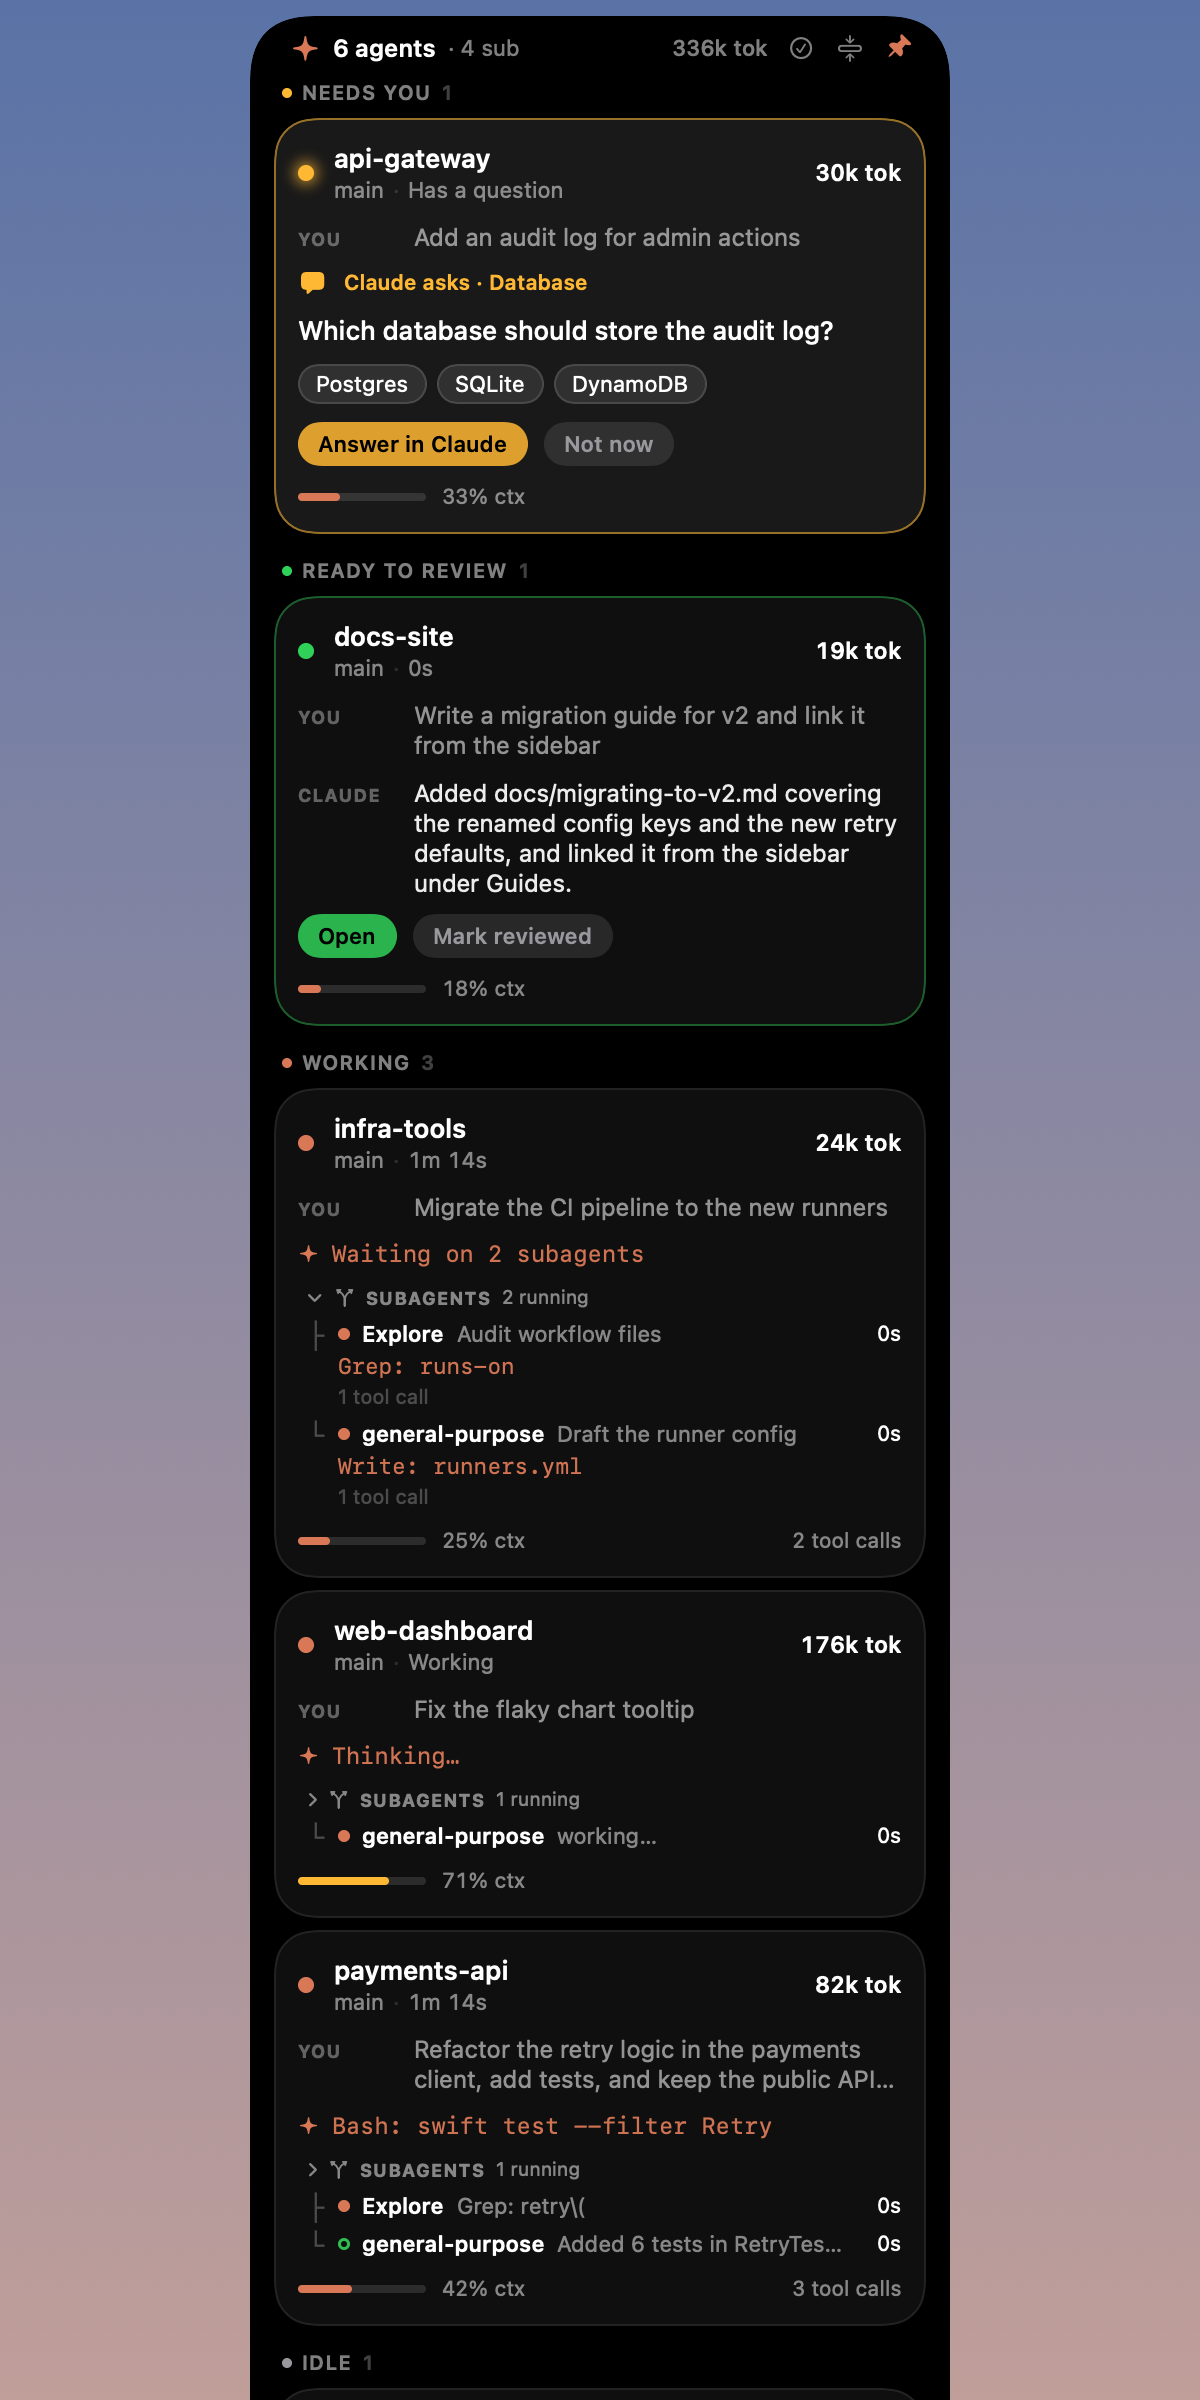 6 agents · 4 sub 336k tok
NEEDS YOU 1
api-gateway 30k tok
main · Has a question
YOU Add an audit log for admin actions
Claude asks · Database
Which database should store the audit log?
Postgres SQLite DynamoDB
Answer in Claude Not now
33% ctx
READY TO REVIEW 1
docs-site 19k tok
main · 0s
YOU Write a migration guide for v2 and link it
from the sidebar
CLAUDE Added docs/migrating-to-v2.md covering
the renamed config keys and the new retry
defaults, and linked it from the sidebar
under Guides.
Open Mark reviewed
18% ctx
WORKING 3
infra-tools 24k tok
main · 1m 14s
YOU Migrate the CI pipeline to the new runners
Waiting on 2 subagents
SUBAGENTS 2 running
Explore Audit workflow files 0s
Grep: runs-on
1 tool call
general-purpose Draft the runner config 0s
Write: runners.yml
1 tool call
25% ctx 2 tool calls
web-dashboard 176k tok
main · Working
YOU Fix the flaky chart tooltip
Thinking…
SUBAGENTS 1 running
general-purpose working… 0s
71% ctx
payments-api 82k tok
main · 1m 14s
YOU Refactor the retry logic in the payments
client, add tests, and keep the public API…
Bash: swift test --filter Retry
SUBAGENTS 1 running
Explore Grep: retry\( 0s
general-purpose Added 6 tests in RetryTes… 0s
42% ctx 3 tool calls
IDLE 1